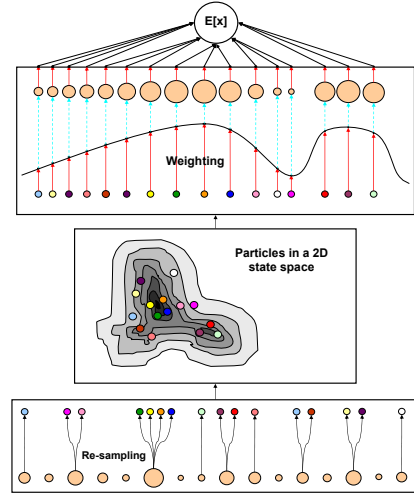 E[x]
Weighting
Particles in a 2D
state space
Re-sampling